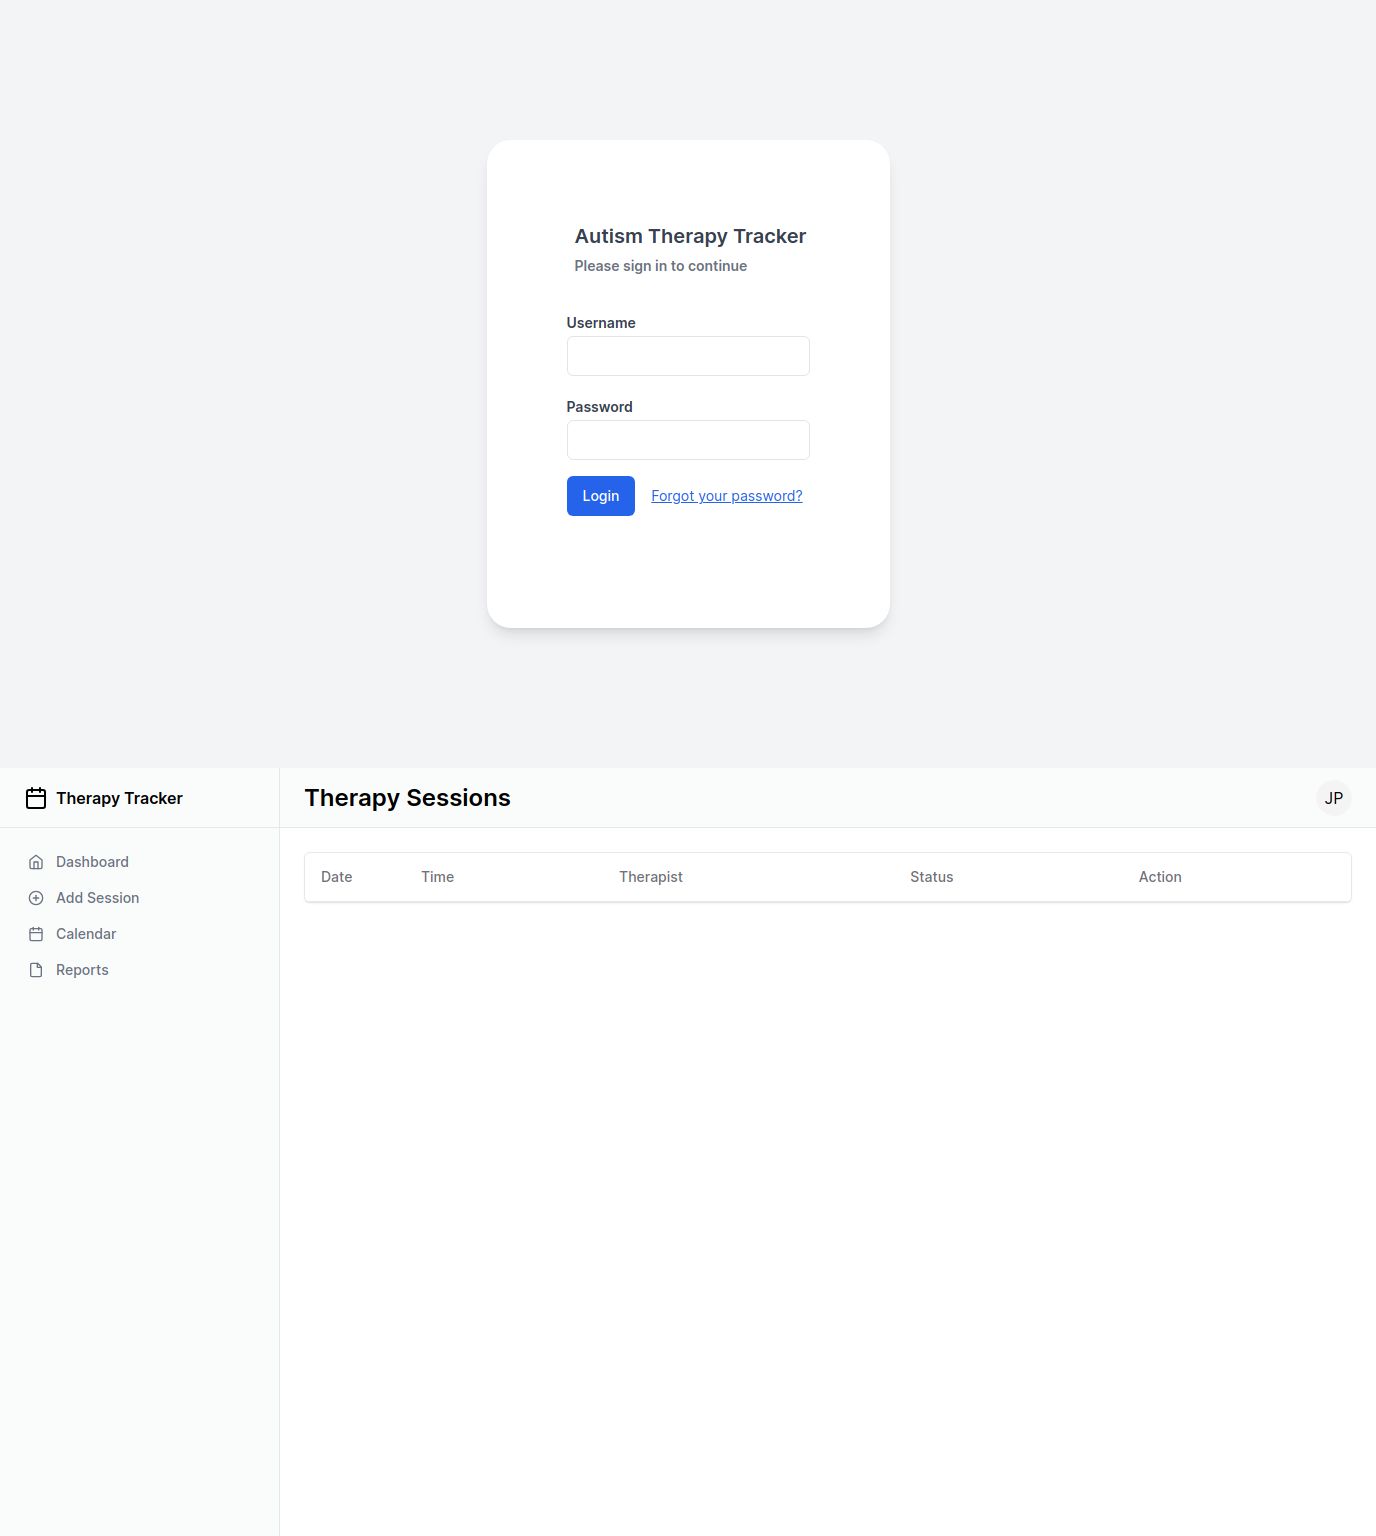 Autism Therapy Tracker
Please sign in to continue
Username
Password
Login Forgot your password?
Therapy Tracker
Therapy Sessions
JP
Dashboard
Add Session
Calendar
Reports
Date Time Therapist Status Action